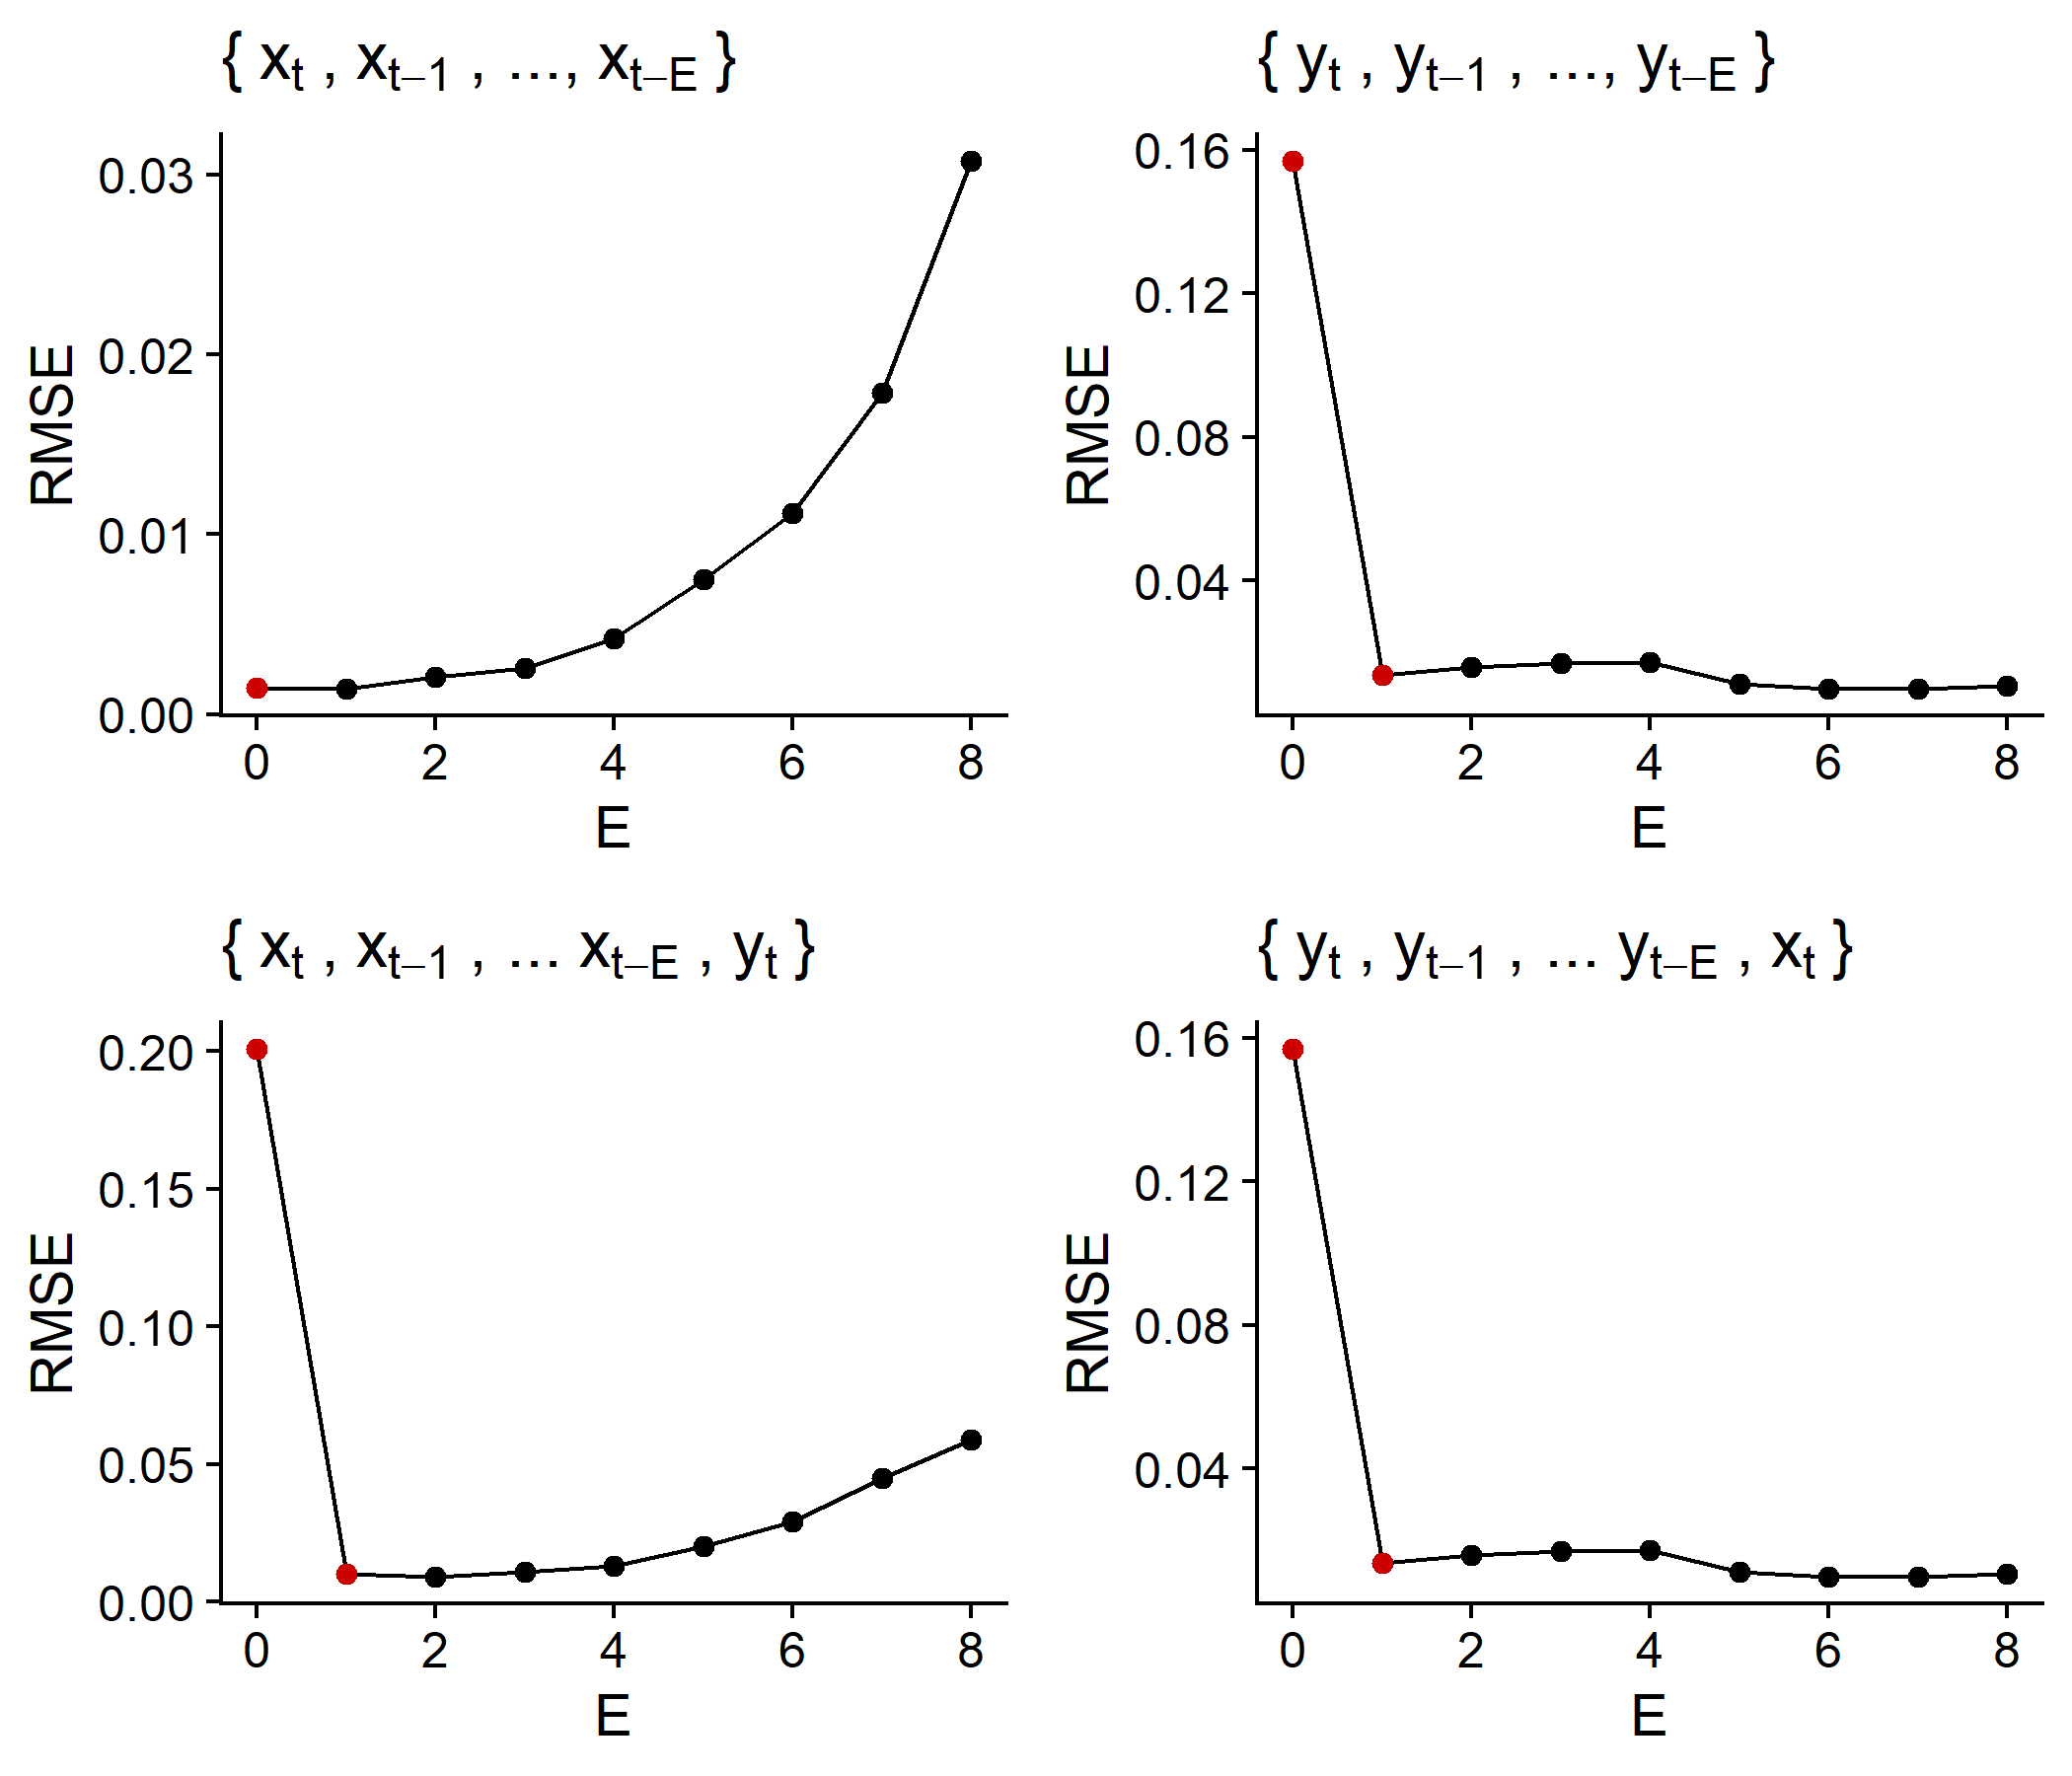 { xt , xt−1 , ..., xt−E }
RMSE
0.03
0.02
0.01
0.00
0 2 4 6 8
E
{ yt , yt−1 , ..., yt−E }
RMSE
0.16
0.12
0.08
0.04
0 2 4 6 8
E
{ xt , xt−1 , ... xt−E , yt }
RMSE
0.20
0.15
0.10
0.05
0.00
0 2 4 6 8
E
{ yt , yt−1 , ... yt−E , xt }
RMSE
0.16
0.12
0.08
0.04
0 2 4 6 8
E